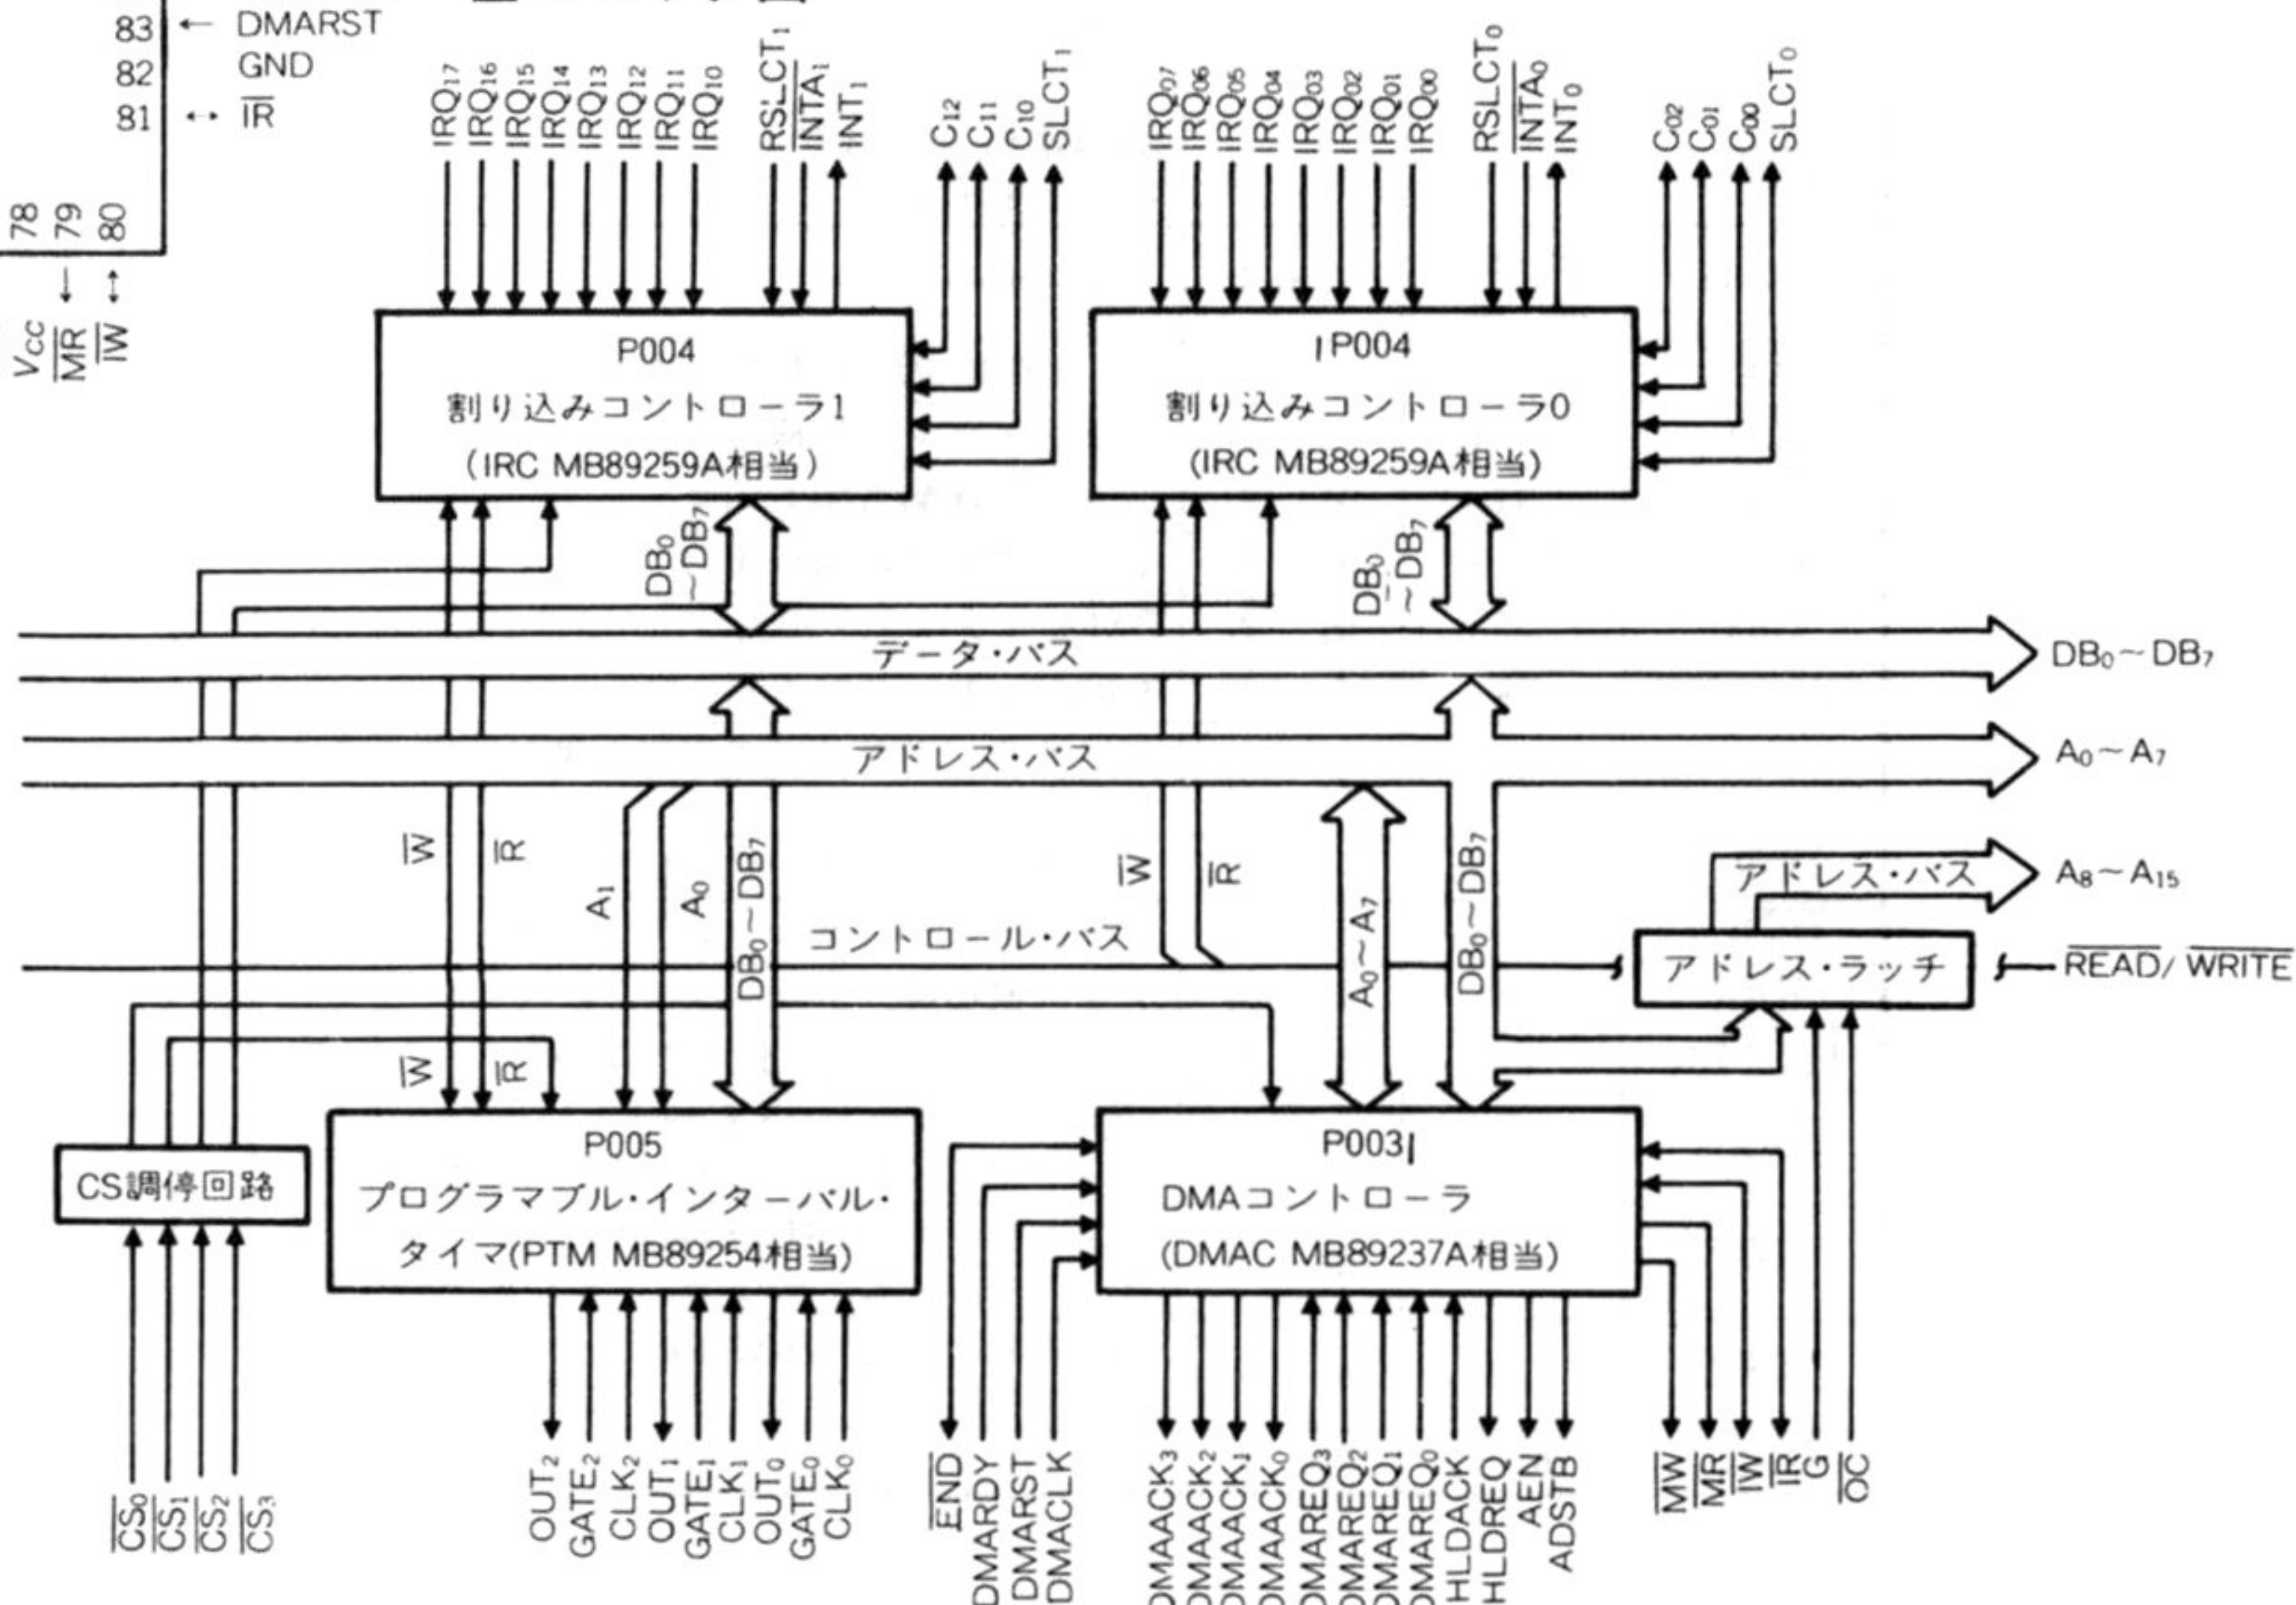 83 ← DMARST
82 GND
81 ↔ IR
78
79
80
VCC
MR
IW
IRQ17
IRQ16
IRQ15
IRQ14
IRQ13
IRQ12
IRQ11
IRQ10
RSLCT1
INTA1
INT1
C12
C11
C10
SLCT1
IRQ07
IRQ06
IRQ05
IRQ04
IRQ03
IRQ02
IRQ01
IRQ00
RSLCT0
INTA0
INT0
C02
C01
C00
SLCT0
P004
割り込みコントローラ1
(IRC MB89259A相当)
P004
割り込みコントローラ0
(IRC MB89259A相当)
DB0
~DB7
DB0
~DB7
データ・バス
DB0~DB7
アドレス・バス
A0~A7
W
R
A1
A0
DB0~DB7
W
R
A0~A7
DB0~DB7
アドレス・バス
A8~A15
コントロール・バス
アドレス・ラッチ
READ/WRITE
W
R
CS調停回路
P005
プログラマブル・インターバル・
タイマ(PTM MB89254相当)
P003
DMAコントローラ
(DMAC MB89237A相当)
CS0
CS1
CS2
CS3
OUT2
GATE2
CLK2
OUT1
GATE1
CLK1
OUT0
GATE0
CLK0
END
DMARDY
DMARST
DMACLK
DMAACK3
DMAACK2
DMAACK1
DMAACK0
DMAREQ3
DMAREQ2
DMAREQ1
DMAREQ0
HLDACK
HLDREQ
AEN
ADSTB
MW
MR
IW
IR
G
OC